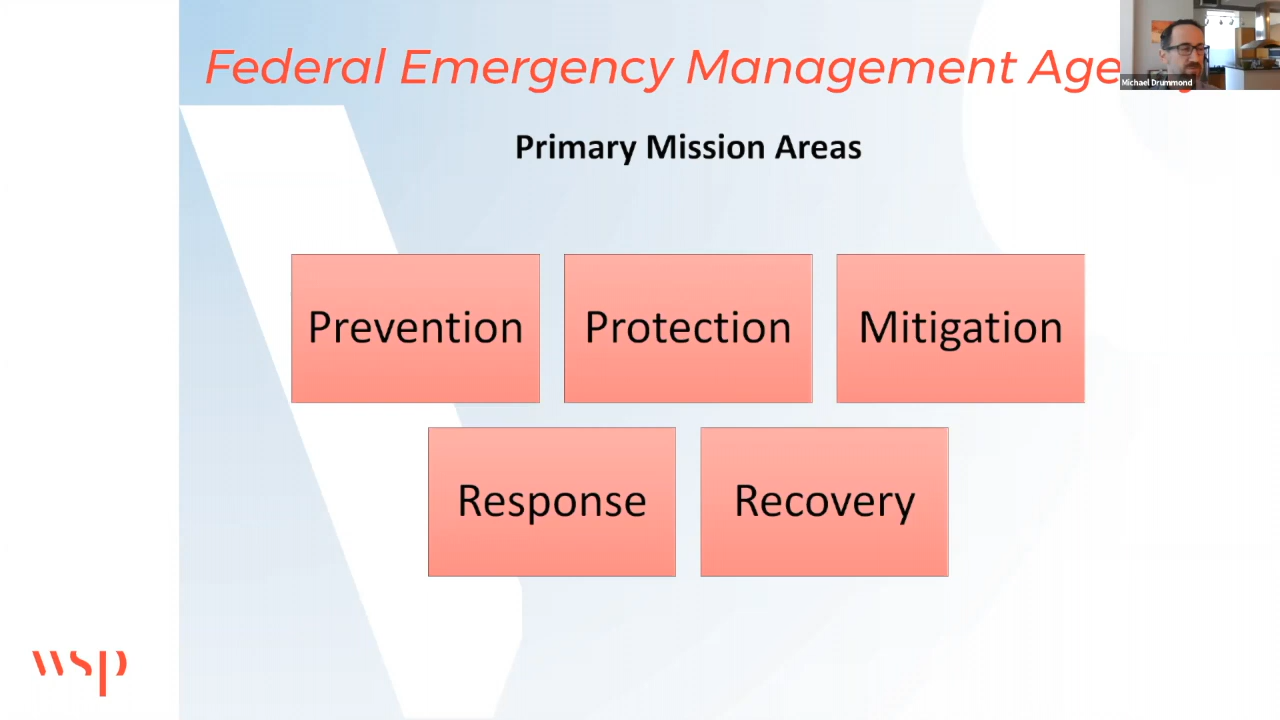 Federal Emergency Management Age
Michael Drummond
Primary Mission Areas
Prevention
Protection
Mitigation
Response
Recovery
wsp